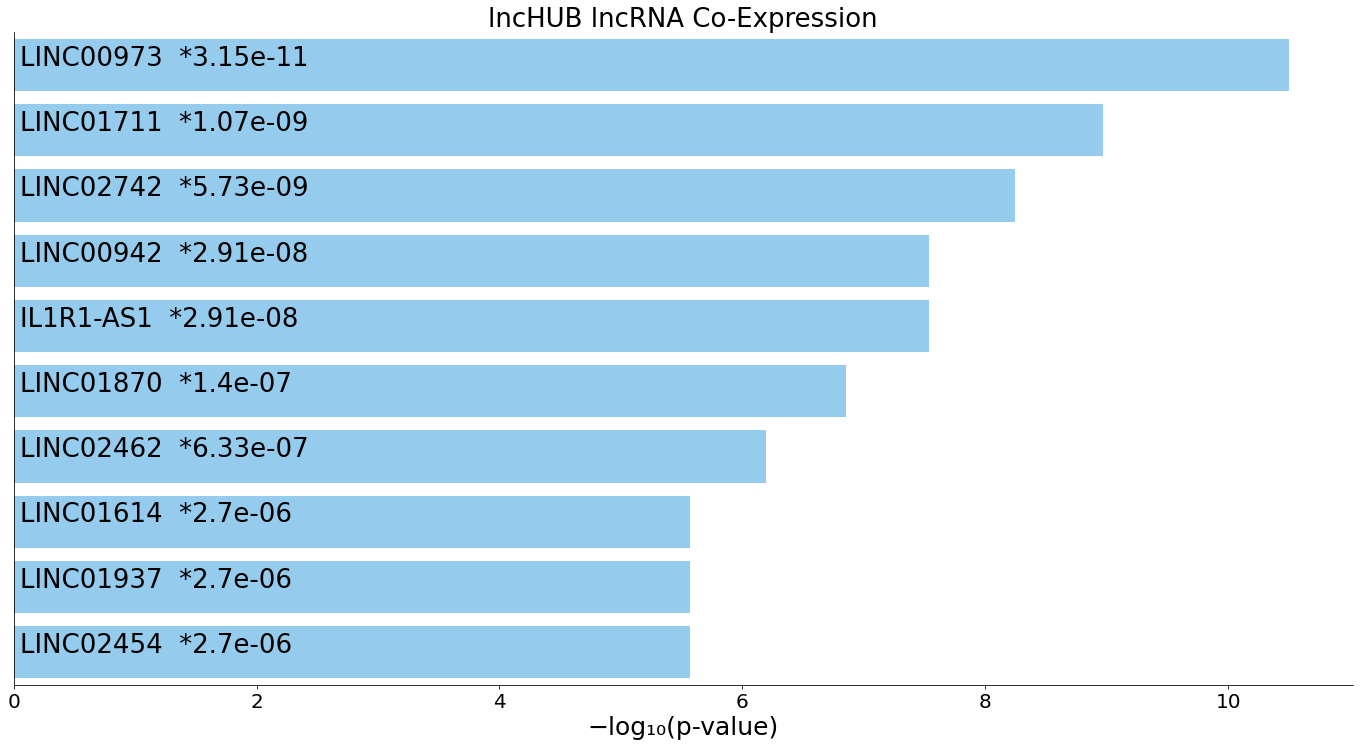 lncHUB lncRNA Co-Expression
LINC00973  *3.15e-11
LINC01711  *1.07e-09
LINC02742  *5.73e-09
LINC00942  *2.91e-08
IL1R1-AS1  *2.91e-08
LINC01870  *1.4e-07
LINC02462  *6.33e-07
LINC01614  *2.7e-06
LINC01937  *2.7e-06
LINC02454  *2.7e-06
0 2 4 6 8 10
−log₁₀(p-value)